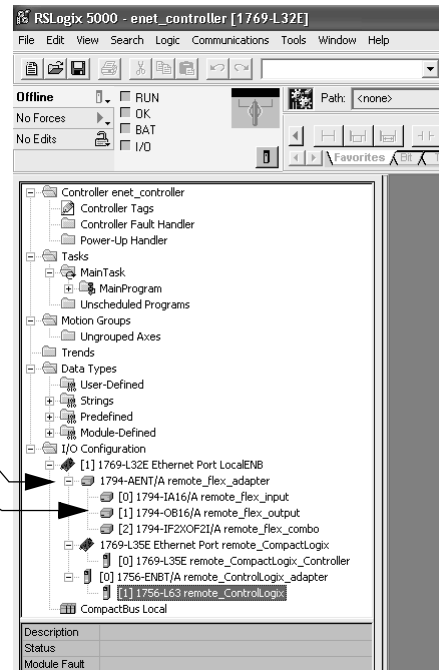 RSLogix 5000 - enet_controller [1769-L32E]
File Edit View Search Logic Communications Tools Window Help
Offline
RUN
Path: <none>
No Forces
OK
No Edits
BAT
I/O
Favorites
Bit
Controller enet_controller
Controller Tags
Controller Fault Handler
Power-Up Handler
Tasks
MainTask
MainProgram
Unscheduled Programs
Motion Groups
Ungrouped Axes
Trends
Data Types
User-Defined
Strings
Predefined
Module-Defined
I/O Configuration
[1] 1769-L32E Ethernet Port LocalENB
1794-AENT/A remote_flex_adapter
[0] 1794-IA16/A remote_flex_input
[1] 1794-OB16/A remote_flex_output
[2] 1794-IF2XOF2I/A remote_flex_combo
1769-L35E Ethernet Port remote_CompactLogix
[0] 1769-L35E remote_CompactLogix_Controller
[0] 1756-ENBT/A remote_ControlLogix_adapter
[1] 1756-L63 remote_ControlLogix
CompactBus Local
Description
Status
Module Fault